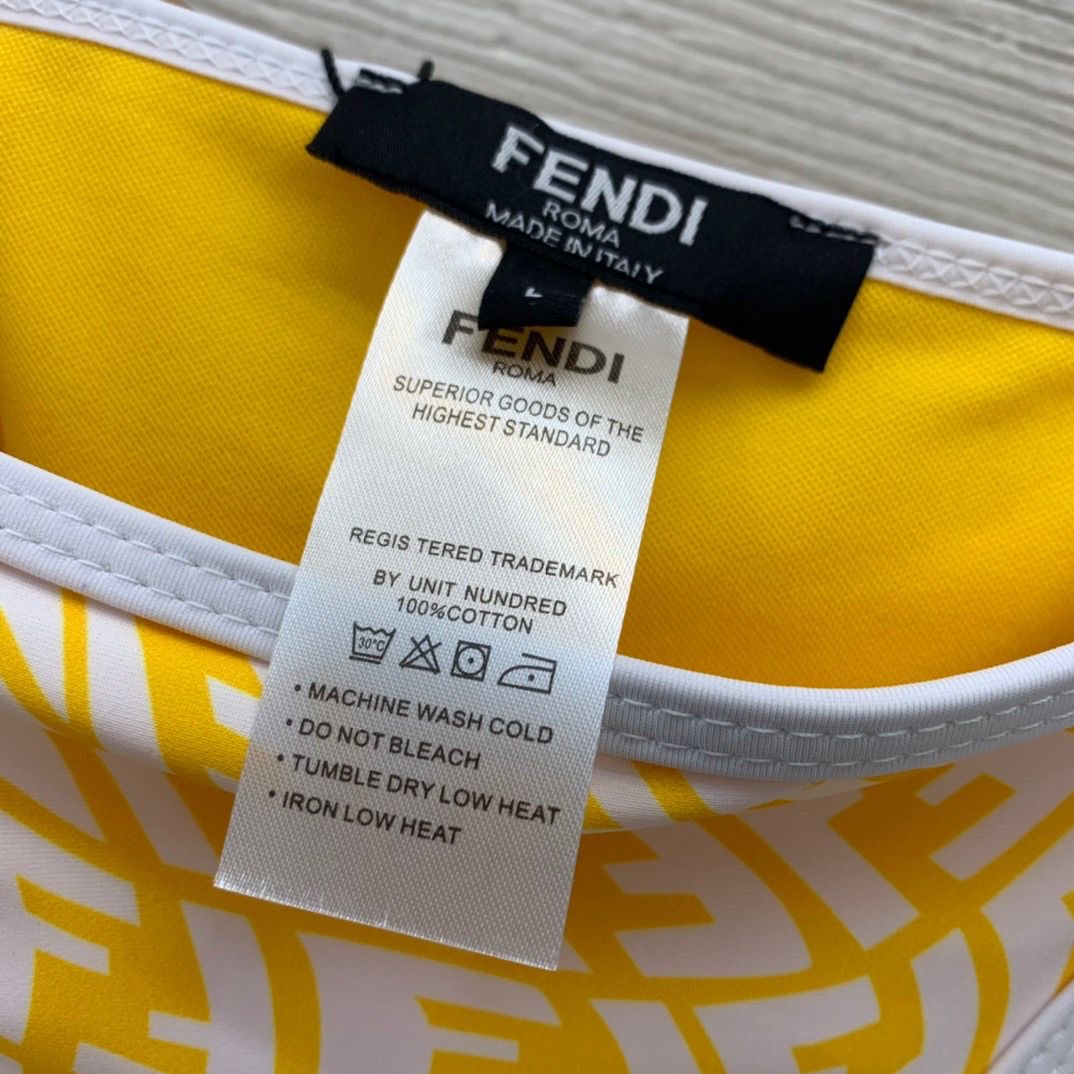 FENDI
ROMA
MADE IN ITALY
FENDI
ROMA
SUPERIOR GOODS OF THE
HIGHEST STANDARD
REGIS TERED TRADEMARK
BY UNIT NUNDRED
100%COTTON
30°C
• MACHINE WASH COLD
• DO NOT BLEACH
• TUMBLE DRY LOW HEAT
• IRON LOW HEAT